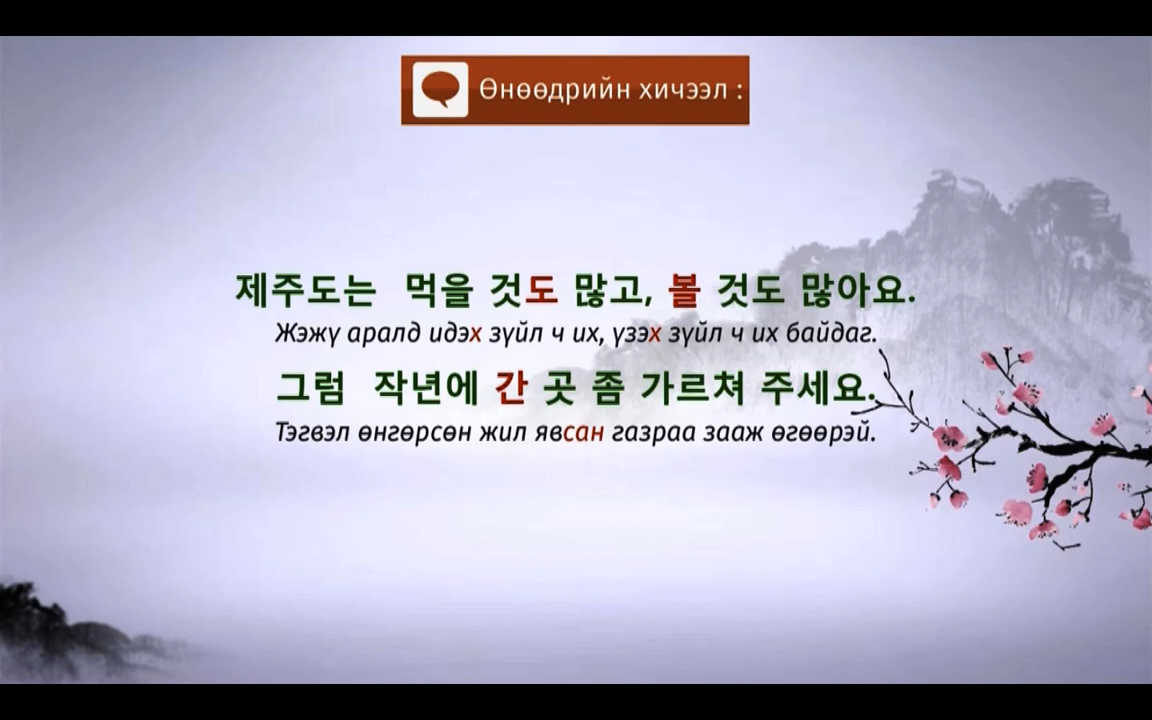 Өнөөдрийн хичээл :
제주도는 먹을 것도 많고, 볼 것도 많아요.
Жэжү аралд идэх зүйл ч их, үзэх зүйл ч их байдаг.
그럼 작년에 간 곳 좀 가르쳐 주세요.
Тэгвэл өнгөрсөн жил явсан газраа зааж өгөөрэй.